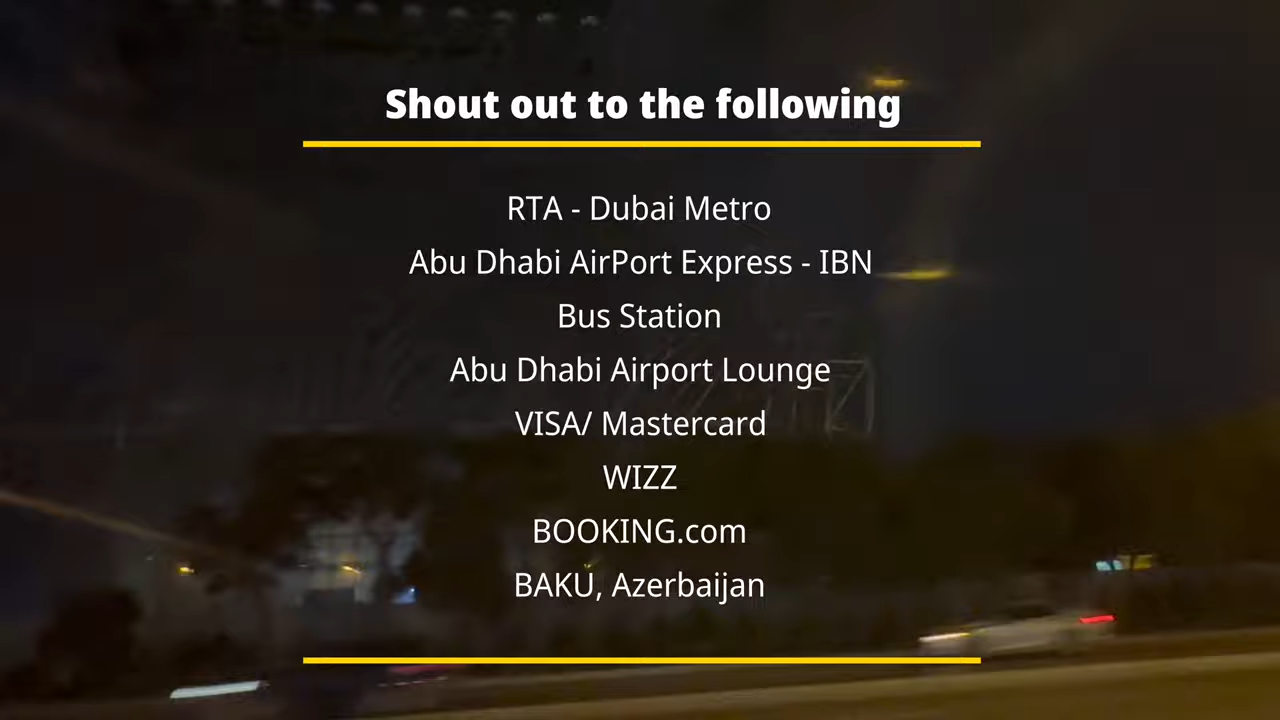 Shout out to the following
RTA - Dubai Metro
Abu Dhabi AirPort Express - IBN
Bus Station
Abu Dhabi Airport Lounge
VISA/ Mastercard
WIZZ
BOOKING.com
BAKU, Azerbaijan